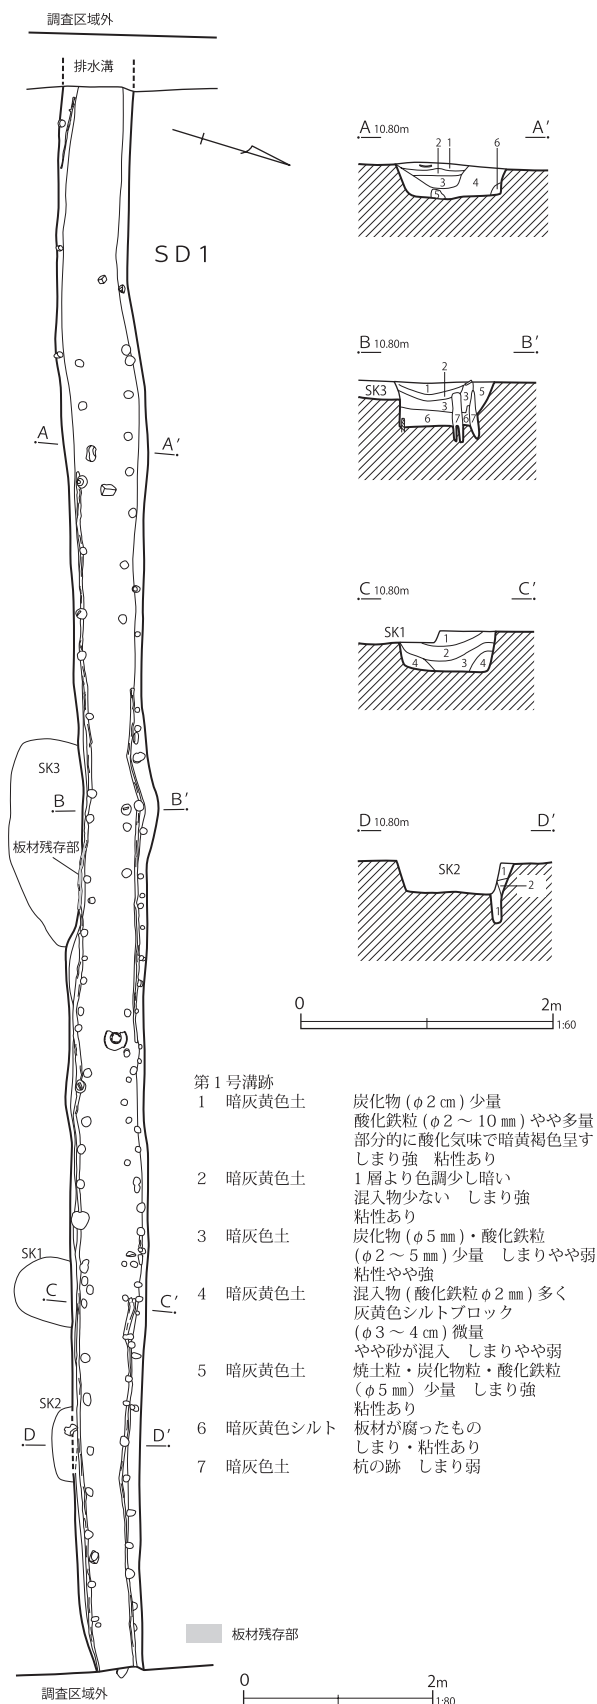 調査区域外
排水溝
SD1
A
A′
B
B′
C
C′
D
D′
SK3
板材残存部
SK1
SK2
A 10.80m A′
2 1 6
3 4
5
B 10.80m B′
2
SK3 1 3 5
3
6 7 6 7
C 10.80m C′
SK1 1
2
4 3 4
D 10.80m D′
SK2 1
2
1
0 2m
1:60
第1号溝跡
1 暗灰黄色土 炭化物(φ2㎝)少量
酸化鉄粒(φ2～10㎜)やや多量
部分的に酸化気味で暗黄褐色呈す
しまり強 粘性あり
2 暗灰黄色土 1層より色調少し暗い
混入物少ない しまり強
粘性あり
3 暗灰色土 炭化物(φ5㎜)・酸化鉄粒
(φ2～5㎜)少量 しまりやや弱
粘性やや強
4 暗灰黄色土 混入物(酸化鉄粒φ2㎜)多く
灰黄色シルトブロック
(φ3～4㎝)微量
やや砂が混入 しまりやや弱
5 暗灰黄色土 焼土粒・炭化物粒・酸化鉄粒
（φ5㎜）少量 しまり強
粘性あり
6 暗灰黄色シルト 板材が腐ったもの
しまり・粘性あり
7 暗灰色土 杭の跡 しまり弱
板材残存部
調査区域外
0 2m
1:80